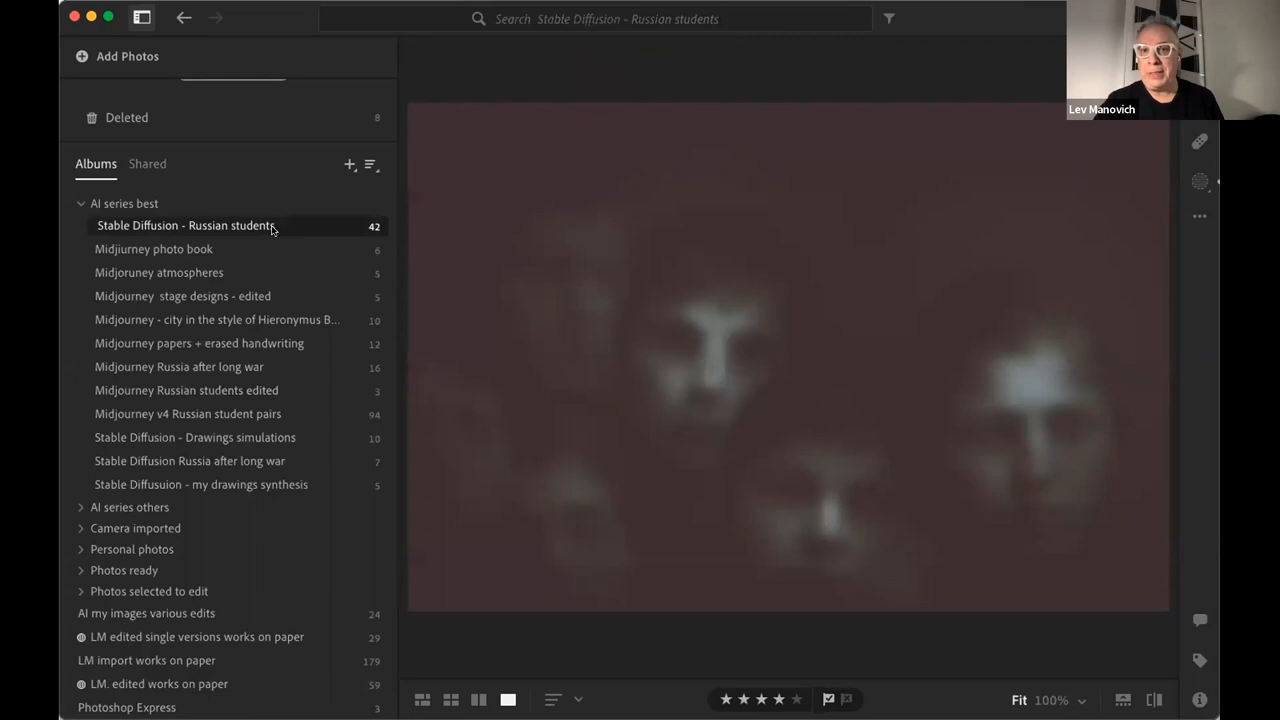 Search Stable Diffusion - Russian students
Lev Manovich
Add Photos
Deleted 8
Albums Shared
AI series best
Stable Diffusion - Russian students 42
Midjiurney photo book 6
Midjoruney atmospheres 5
Midjourney stage designs - edited 5
Midjourney - city in the style of Hieronymus B... 10
Midjourney papers + erased handwriting 12
Midjourney Russia after long war 16
Midjourney Russian students edited 3
Midjourney v4 Russian student pairs 94
Stable Diffusion - Drawings simulations 10
Stable Diffusion Russia after long war 7
Stable Diffusuion - my drawings synthesis 5
AI series others
Camera imported
Personal photos
Photos ready
Photos selected to edit
AI my images various edits 24
LM edited single versions works on paper 29
LM import works on paper 179
LM. edited works on paper 59
Photoshop Express 3
Fit 100%